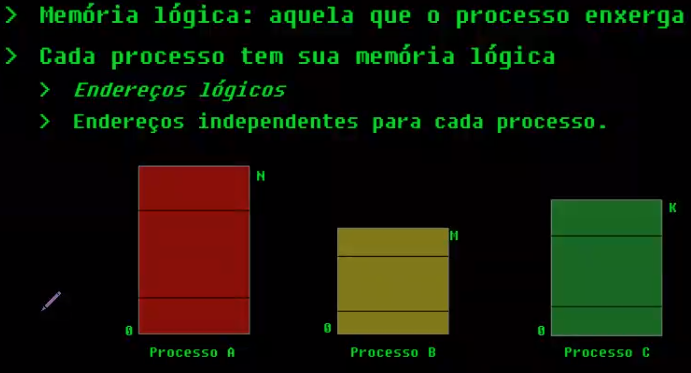 > Memória lógica: aquela que o processo enxerga
> Cada processo tem sua memória lógica
> Endereços lógicos
> Endereços independentes para cada processo.
N
M
K
0
0
0
Processo A
Processo B
Processo C